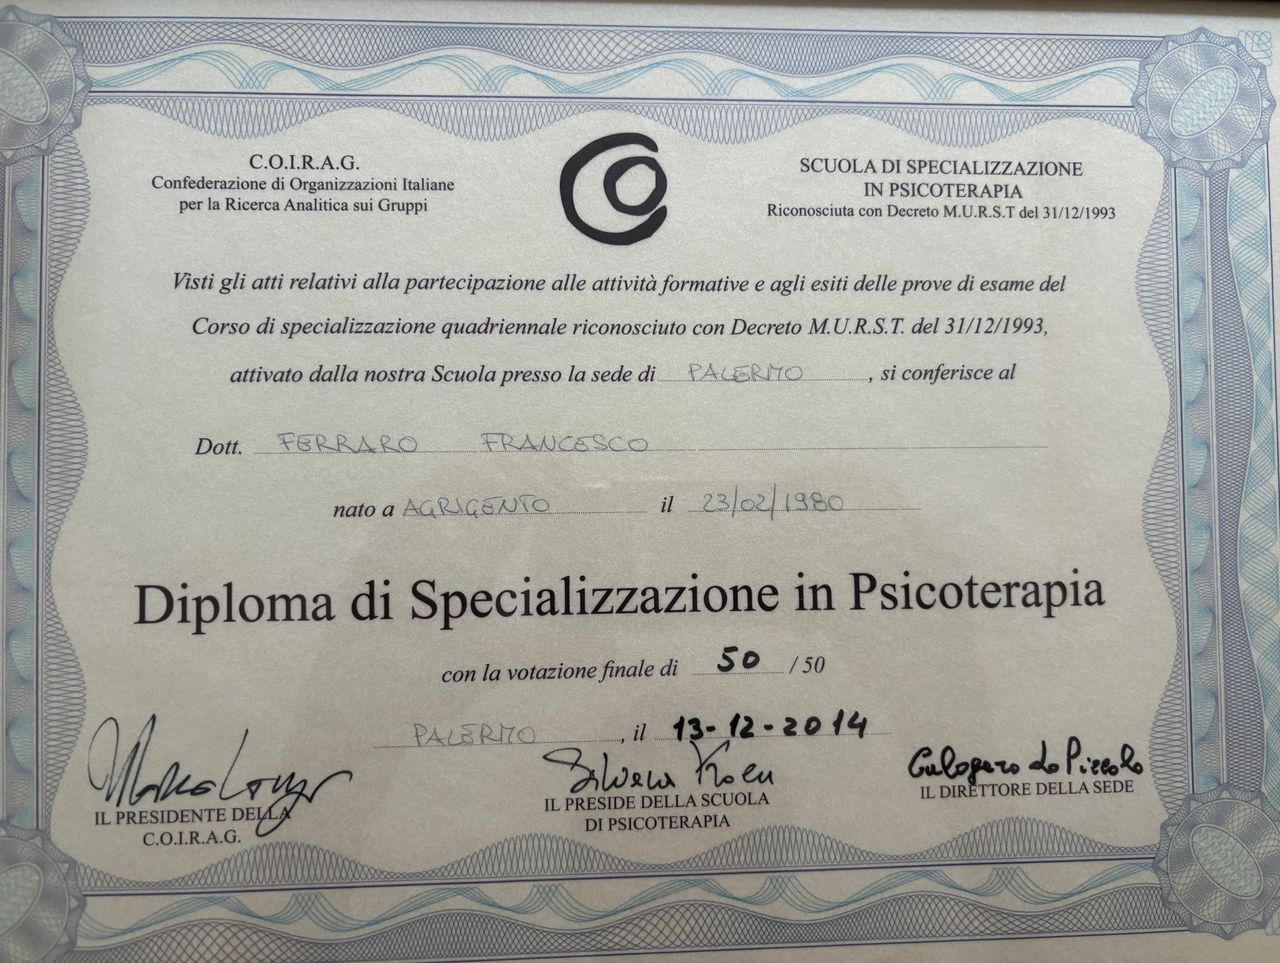 C.O.I.R.A.G.
Confederazione di Organizzazioni Italiane
per la Ricerca Analitica sui Gruppi
SCUOLA DI SPECIALIZZAZIONE
IN PSICOTERAPIA
Riconosciuta con Decreto M.U.R.S.T del 31/12/1993
Visti gli atti relativi alla partecipazione alle attività formative e agli esiti delle prove di esame del
Corso di specializzazione quadriennale riconosciuto con Decreto M.U.R.S.T. del 31/12/1993,
attivato dalla nostra Scuola presso la sede di PALERMO, si conferisce al
Dott. FERRARO FRANCESCO
nato a AGRIGENTO il 23/02/1980
Diploma di Specializzazione in Psicoterapia
con la votazione finale di 50 / 50
PALERMO, il 13-12-2014
Calogero Lo Piccolo
IL PRESIDENTE DELLA
C.O.I.R.A.G.
IL PRESIDE DELLA SCUOLA
DI PSICOTERAPIA
IL DIRETTORE DELLA SEDE